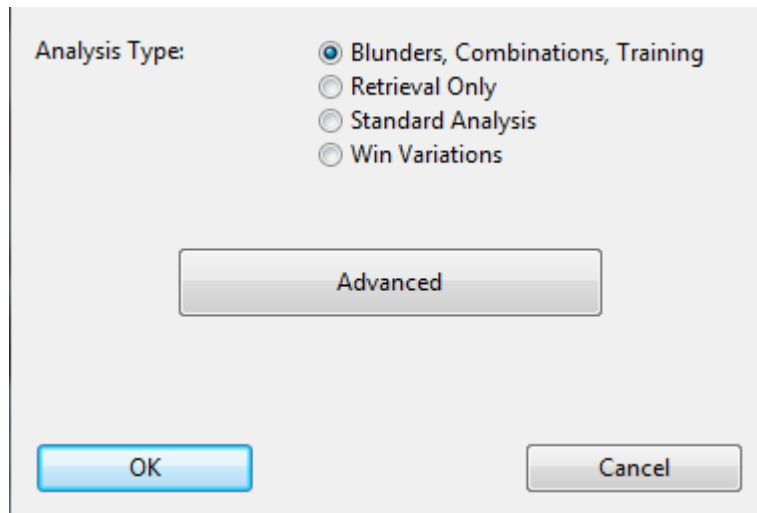 Analysis Type:
Blunders, Combinations, Training
Retrieval Only
Standard Analysis
Win Variations
Advanced
OK
Cancel